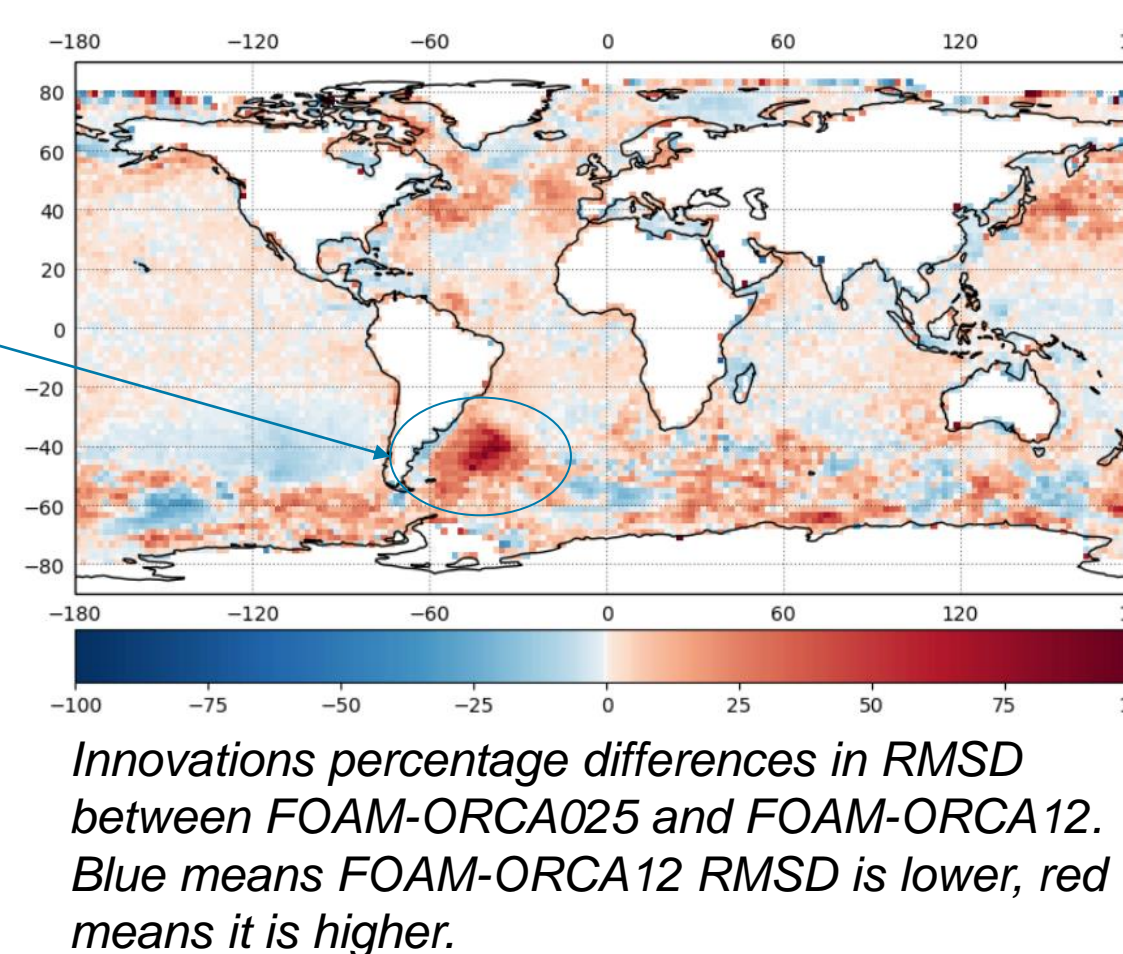 −180 −120 −60 0 60 120
80
60
40
20
0
−20
−40
−60
−80
−180 −120 −60 0 60 120
−100 −75 −50 −25 0 25 50 75
Innovations percentage differences in RMSD
between FOAM-ORCA025 and FOAM-ORCA12.
Blue means FOAM-ORCA12 RMSD is lower, red
means it is higher.